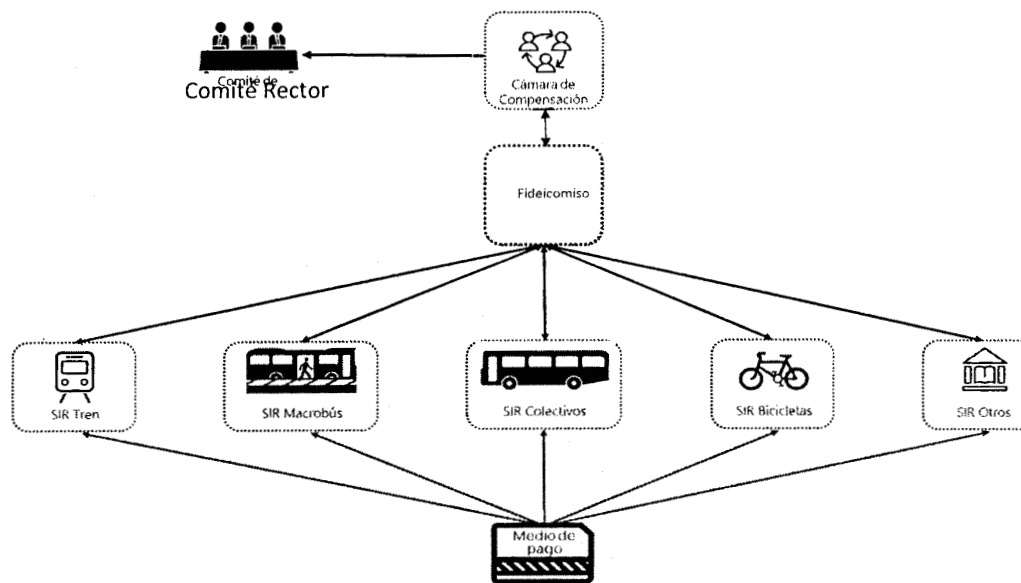 Comité de
Comité Rector
Cámara de
Compensación
Fideicomiso
SIR Tren
SIR Macrobús
SIR Colectivos
SIR Bicicletas
SIR Otros
Medio de
pago